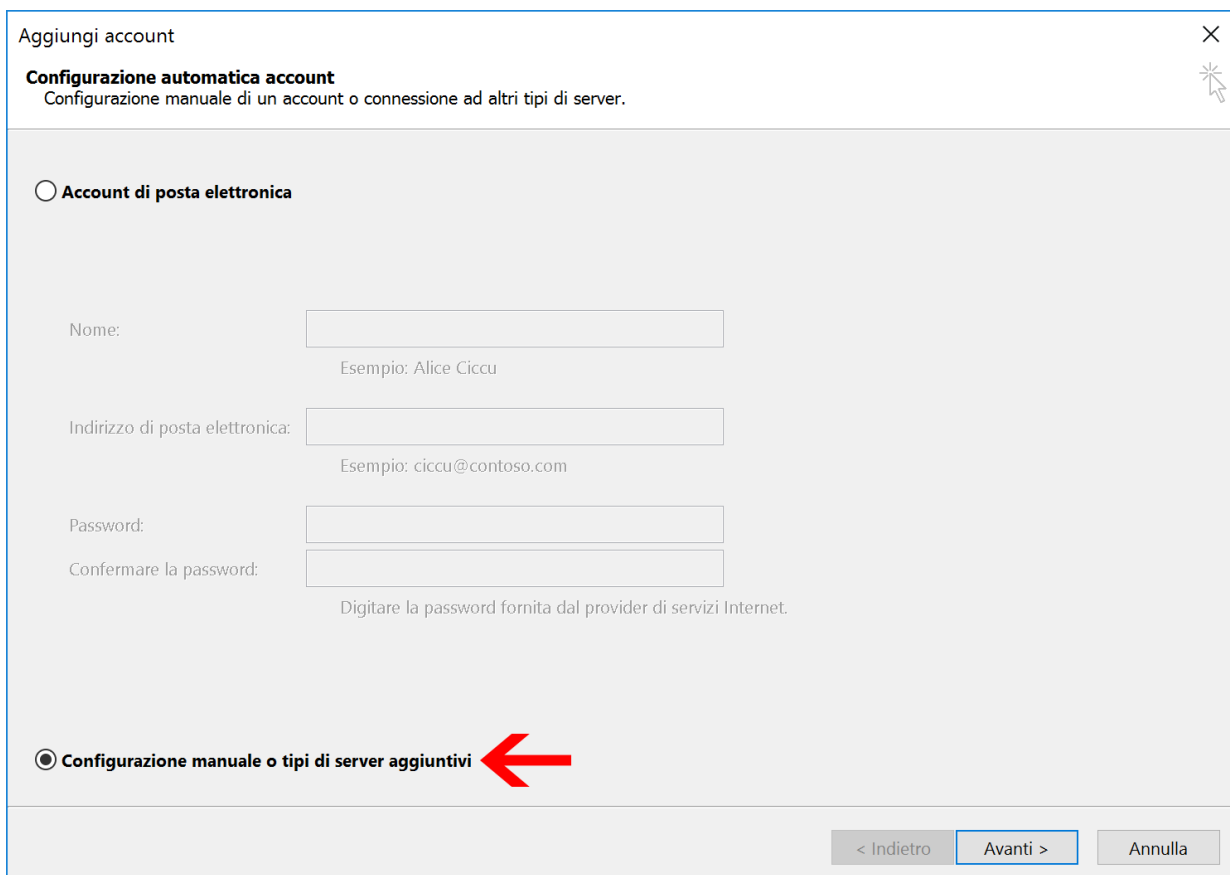 Aggiungi account
Configurazione automatica account
Configurazione manuale di un account o connessione ad altri tipi di server.
Account di posta elettronica
Nome:
Esempio: Alice Ciccu
Indirizzo di posta elettronica:
Esempio: ciccu@contoso.com
Password:
Confermare la password:
Digitare la password fornita dal provider di servizi Internet.
Configurazione manuale o tipi di server aggiuntivi
< Indietro Avanti > Annulla